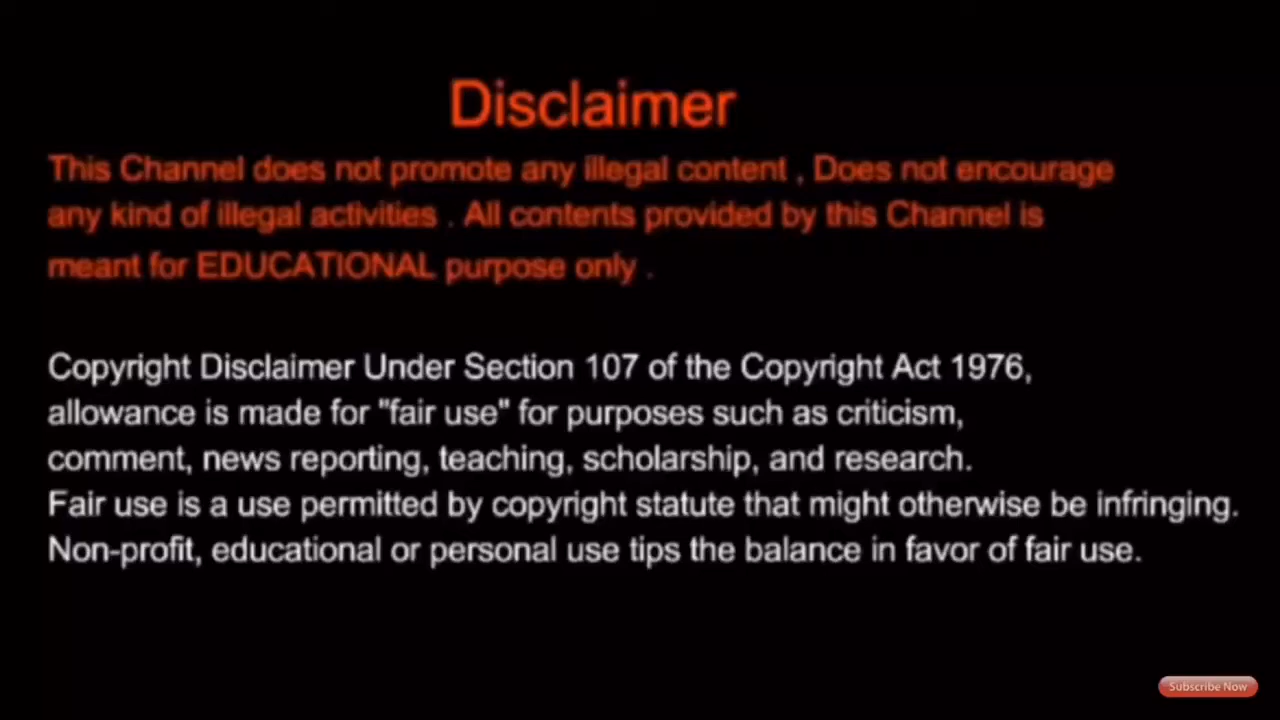 Disclaimer
This Channel does not promote any illegal content , Does not encourage
any kind of illegal activities . All contents provided by this Channel is
meant for EDUCATIONAL purpose only .
Copyright Disclaimer Under Section 107 of the Copyright Act 1976,
allowance is made for "fair use" for purposes such as criticism,
comment, news reporting, teaching, scholarship, and research.
Fair use is a use permitted by copyright statute that might otherwise be infringing.
Non-profit, educational or personal use tips the balance in favor of fair use.
Subscribe Now